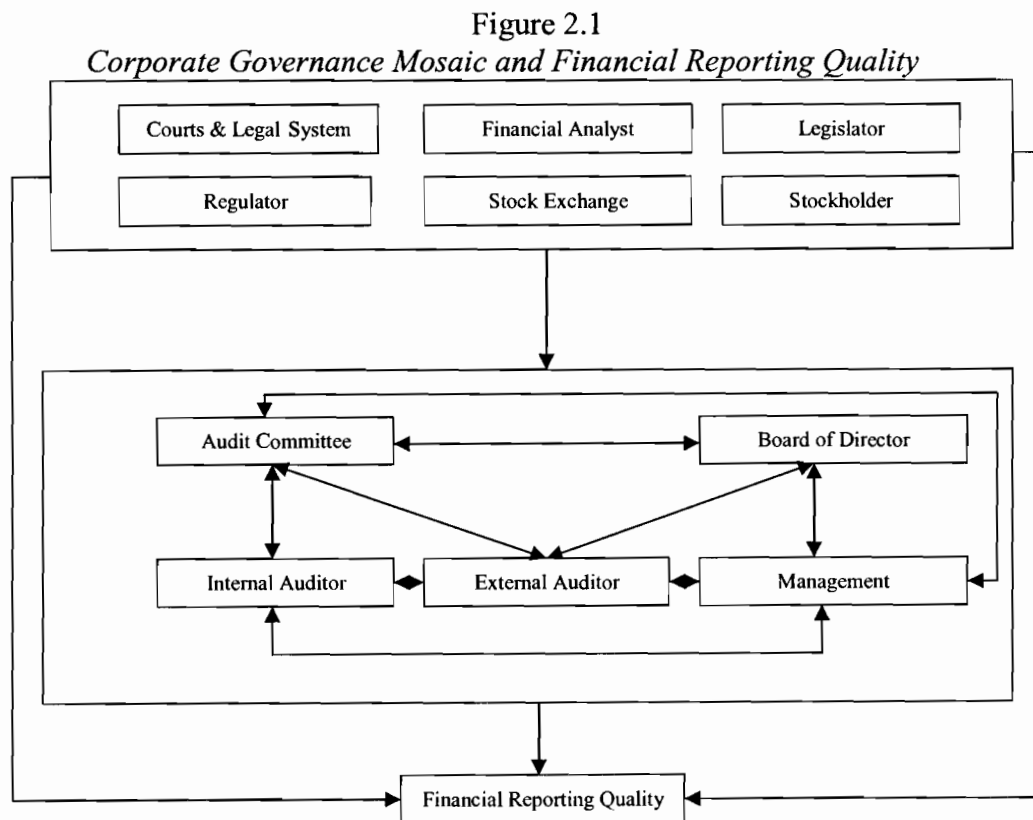 Figure 2.1
Corporate Governance Mosaic and Financial Reporting Quality
Courts & Legal System
Financial Analyst
Legislator
Regulator
Stock Exchange
Stockholder
Audit Committee
Board of Director
Internal Auditor
External Auditor
Management
Financial Reporting Quality